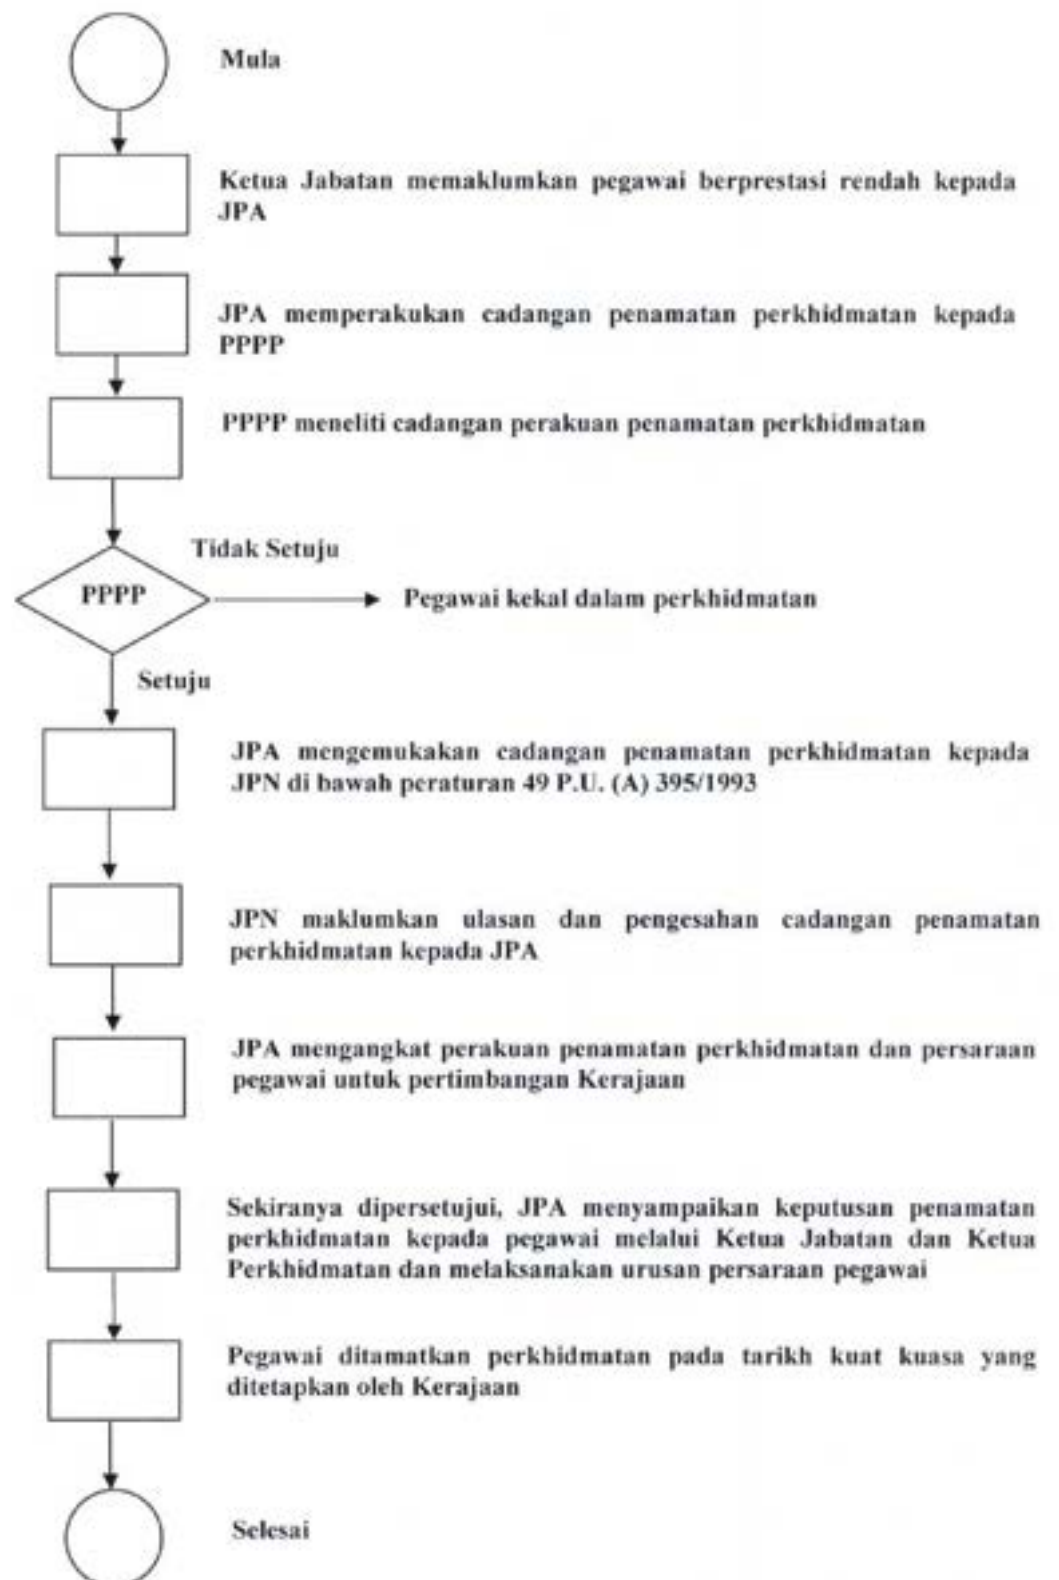 Mula
Ketua Jabatan memaklumkan pegawai berprestasi rendah kepada
JPA
JPA memperakukan cadangan penamatan perkhidmatan kepada
PPPP
PPPP meneliti cadangan perakuan penamatan perkhidmatan
Tidak Setuju
PPPP
Pegawai kekal dalam perkhidmatan
Setuju
JPA mengemukakan cadangan penamatan perkhidmatan kepada
JPN di bawah peraturan 49 P.U. (A) 395/1993
JPN maklumkan ulasan dan pengesahan cadangan penamatan
perkhidmatan kepada JPA
JPA mengangkat perakuan penamatan perkhidmatan dan persaraan
pegawai untuk pertimbangan Kerajaan
Sekiranya dipersetujui, JPA menyampaikan keputusan penamatan
perkhidmatan kepada pegawai melalui Ketua Jabatan dan Ketua
Perkhidmatan dan melaksanakan urusan persaraan pegawai
Pegawai ditamatkan perkhidmatan pada tarikh kuat kuasa yang
ditetapkan oleh Kerajaan
Selesai